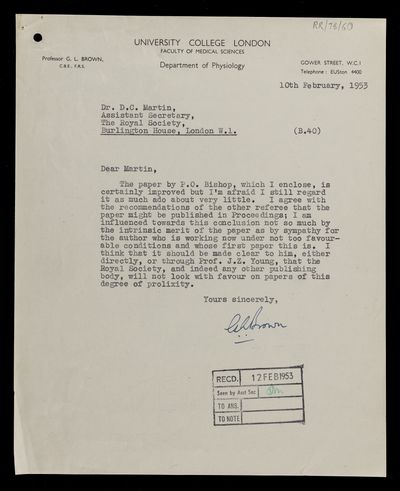 RR/78/60
UNIVERSITY COLLEGE LONDON
FACULTY OF MEDICAL SCIENCES
Professor G. L. BROWN,
C.B.E., F.R.S.
Department of Physiology
GOWER STREET, W.C.1
Telephone: EUSton 4400
10th February, 1953
Dr. D.C. Martin,
Assistant Secretary,
The Royal Society,
Burlington House, London W.1.
(B.40)
Dear Martin,
The paper by P.O. Bishop, which I enclose, is
certainly improved but I'm afraid I still regard
it as much ado about very little. I agree with
the recommendations of the other referee that the
paper might be published in Proceedings; I am
influenced towards this conclusion not so much by
the intrinsic merit of the paper as by sympathy for
the author who is working now under not too favour-
able conditions and whose first paper this is. I
think that it should be made clear to him, either
directly, or through Prof. J.Z. Young, that the
Royal Society, and indeed any other publishing
body, will not look with favour on papers of this
degree of prolixity.
Yours sincerely,
GLBrown
RECD. 12 FEB 1953
Seen by Asst Sec
TO ANS.
TO NOTE